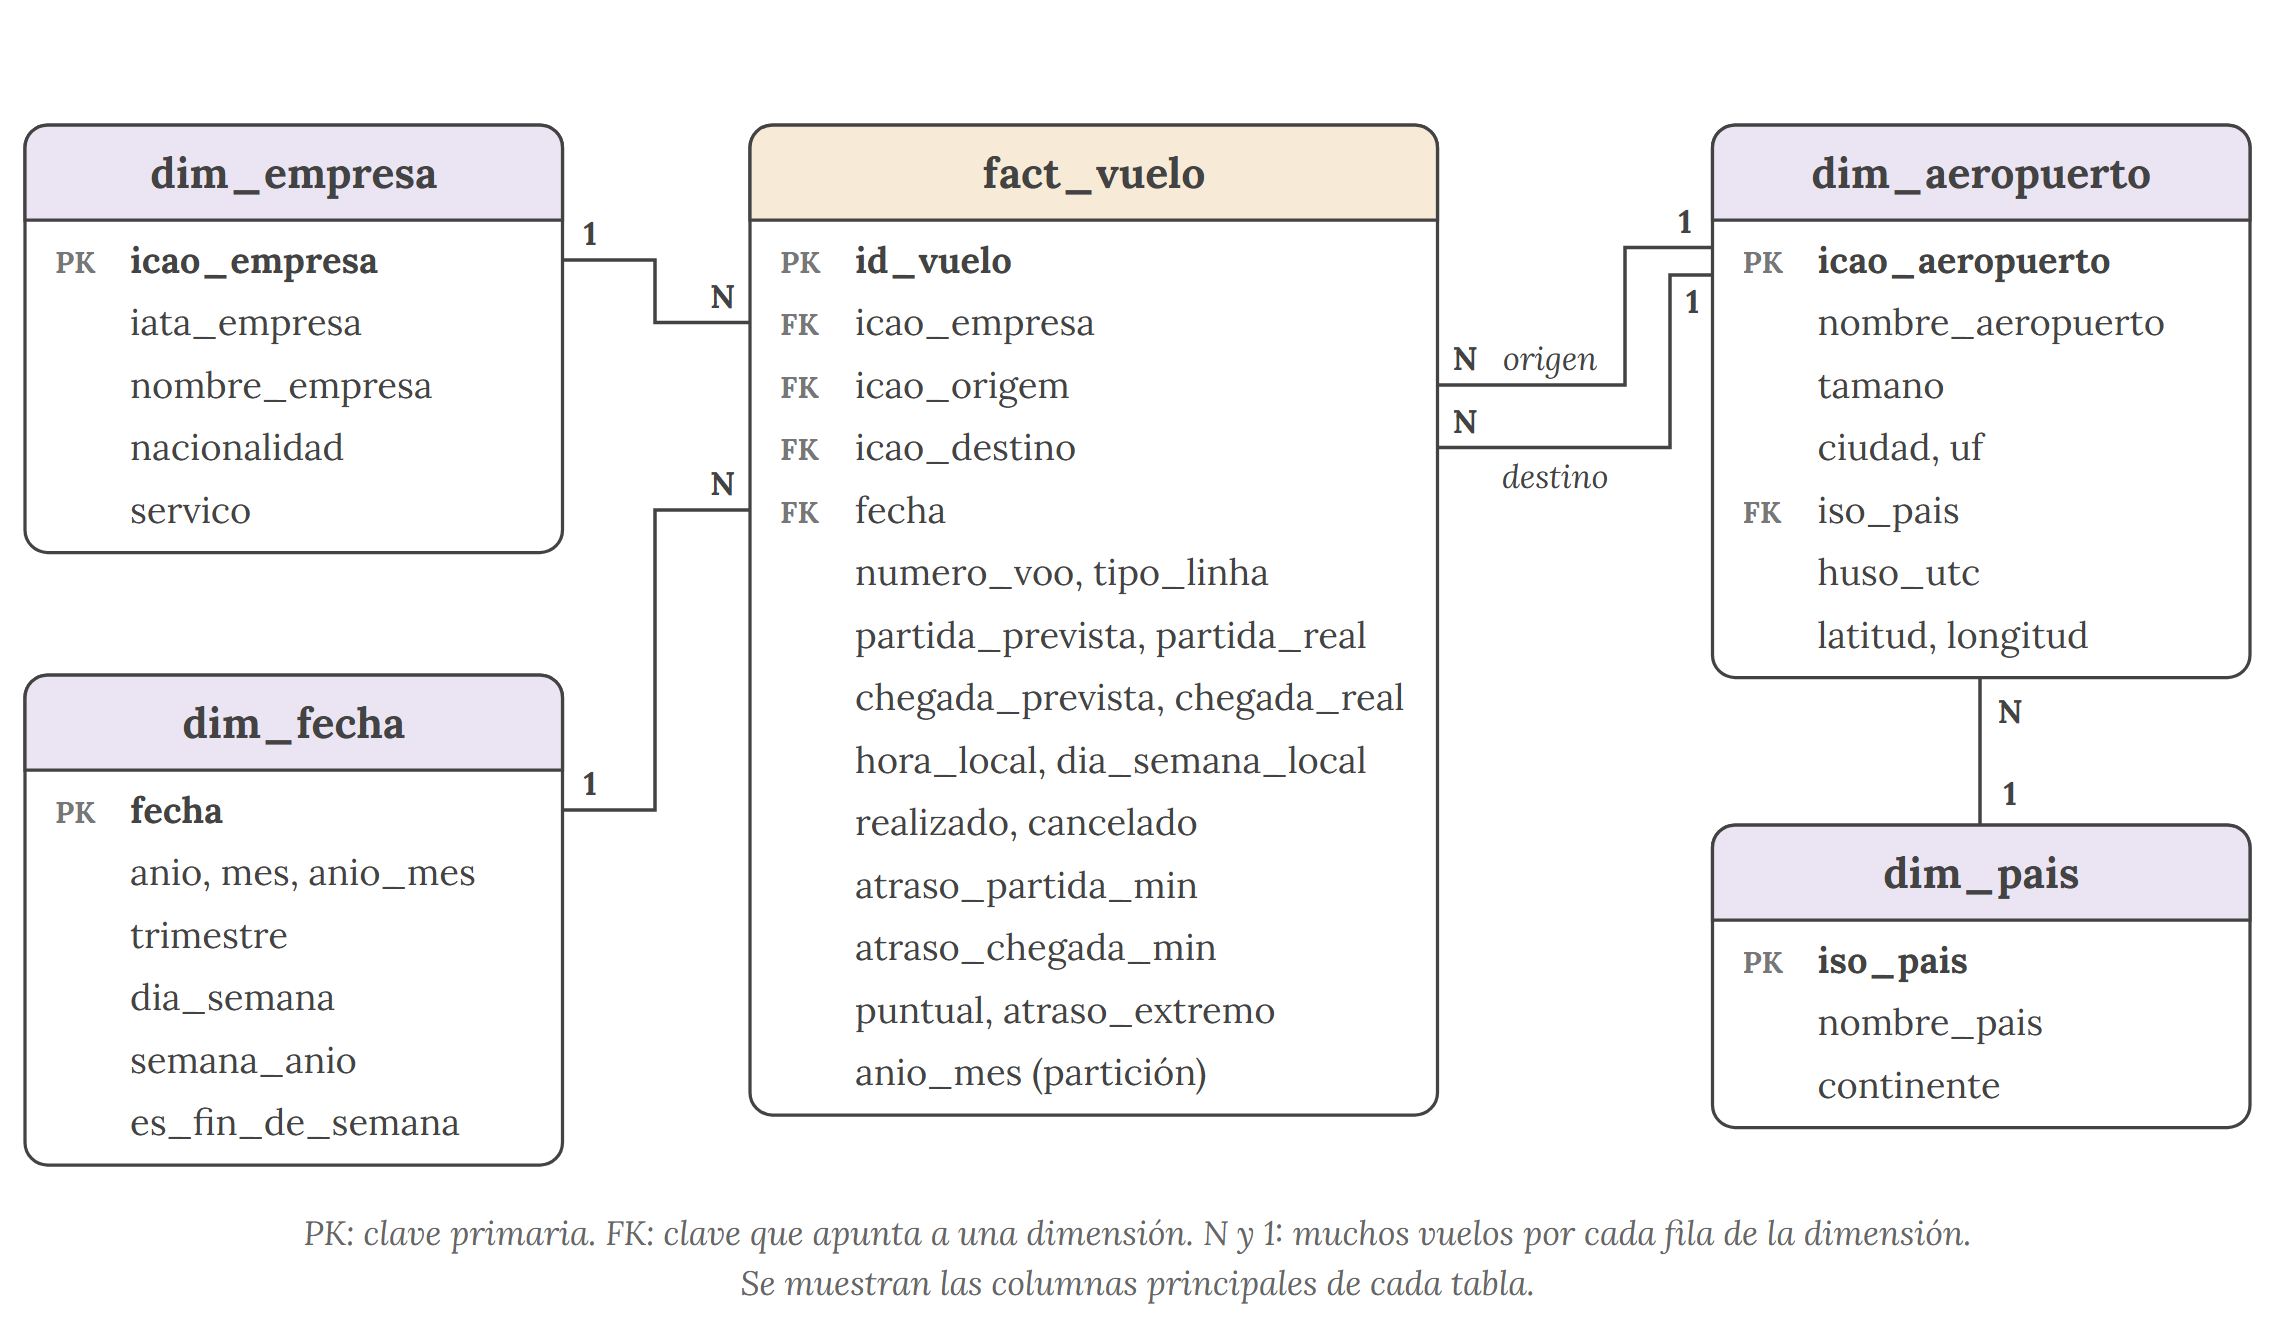 dim_empresa
PK icao_empresa
iata_empresa
nombre_empresa
nacionalidad
servico
1
N
dim_fecha
PK fecha
anio, mes, anio_mes
trimestre
dia_semana
semana_anio
es_fin_de_semana
1
N
fact_vuelo
PK id_vuelo
FK icao_empresa
FK icao_origem
FK icao_destino
FK fecha
numero_voo, tipo_linha
partida_prevista, partida_real
chegada_prevista, chegada_real
hora_local, dia_semana_local
realizado, cancelado
atraso_partida_min
atraso_chegada_min
puntual, atraso_extremo
anio_mes (partición)
N origen
1
N
destino
1
dim_aeropuerto
PK icao_aeropuerto
nombre_aeropuerto
tamano
ciudad, uf
FK iso_pais
huso_utc
latitud, longitud
N
1
dim_pais
PK iso_pais
nombre_pais
continente
PK: clave primaria. FK: clave que apunta a una dimensión. N y 1: muchos vuelos por cada fila de la dimensión.
Se muestran las columnas principales de cada tabla.